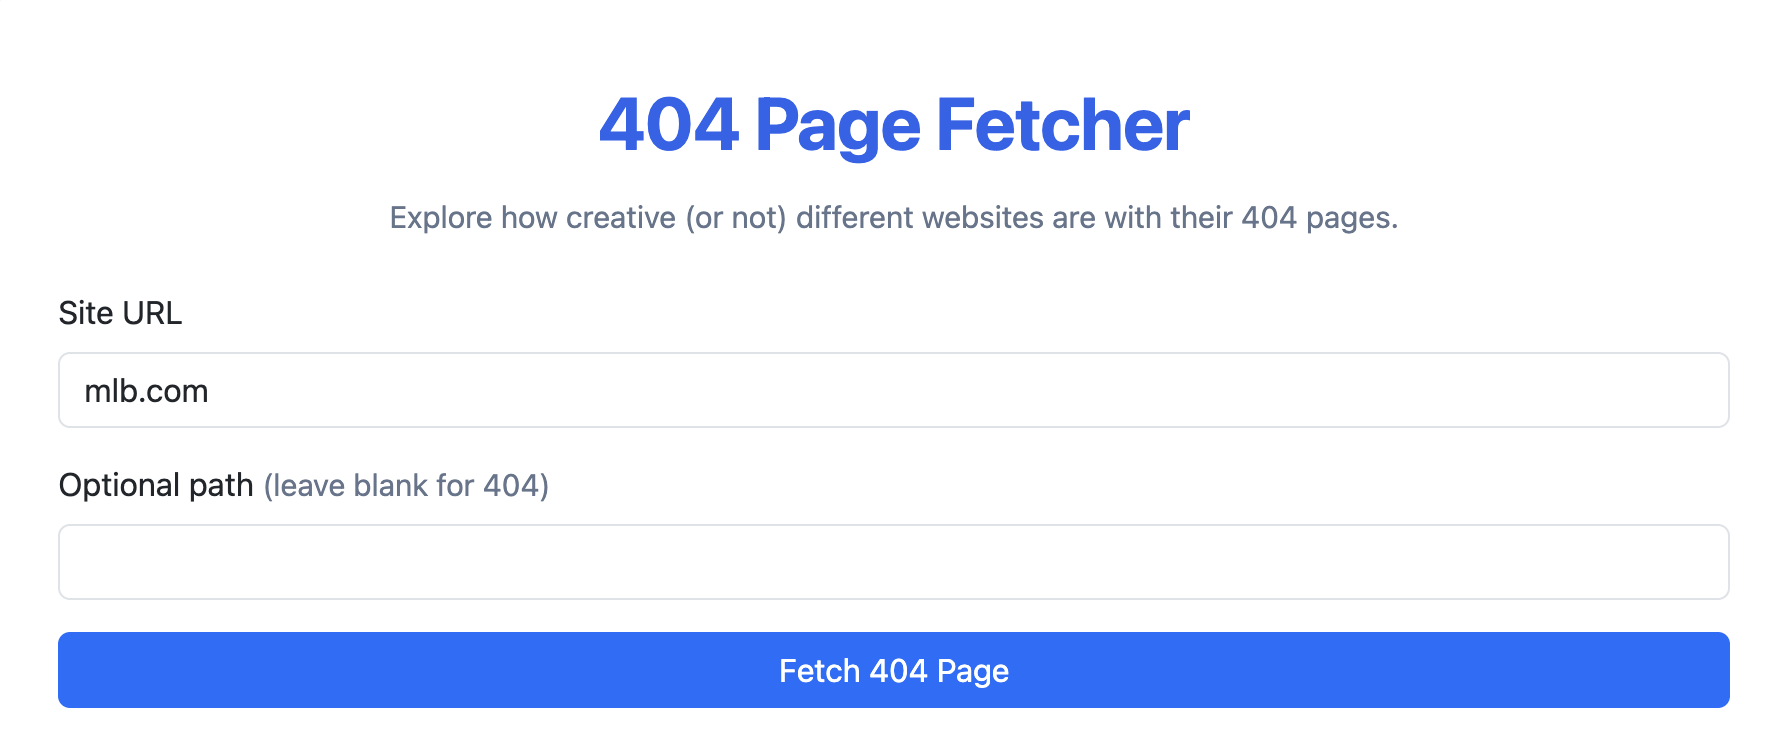 404 Page Fetcher
Explore how creative (or not) different websites are with their 404 pages.
Site URL
mlb.com
Optional path (leave blank for 404)
Fetch 404 Page